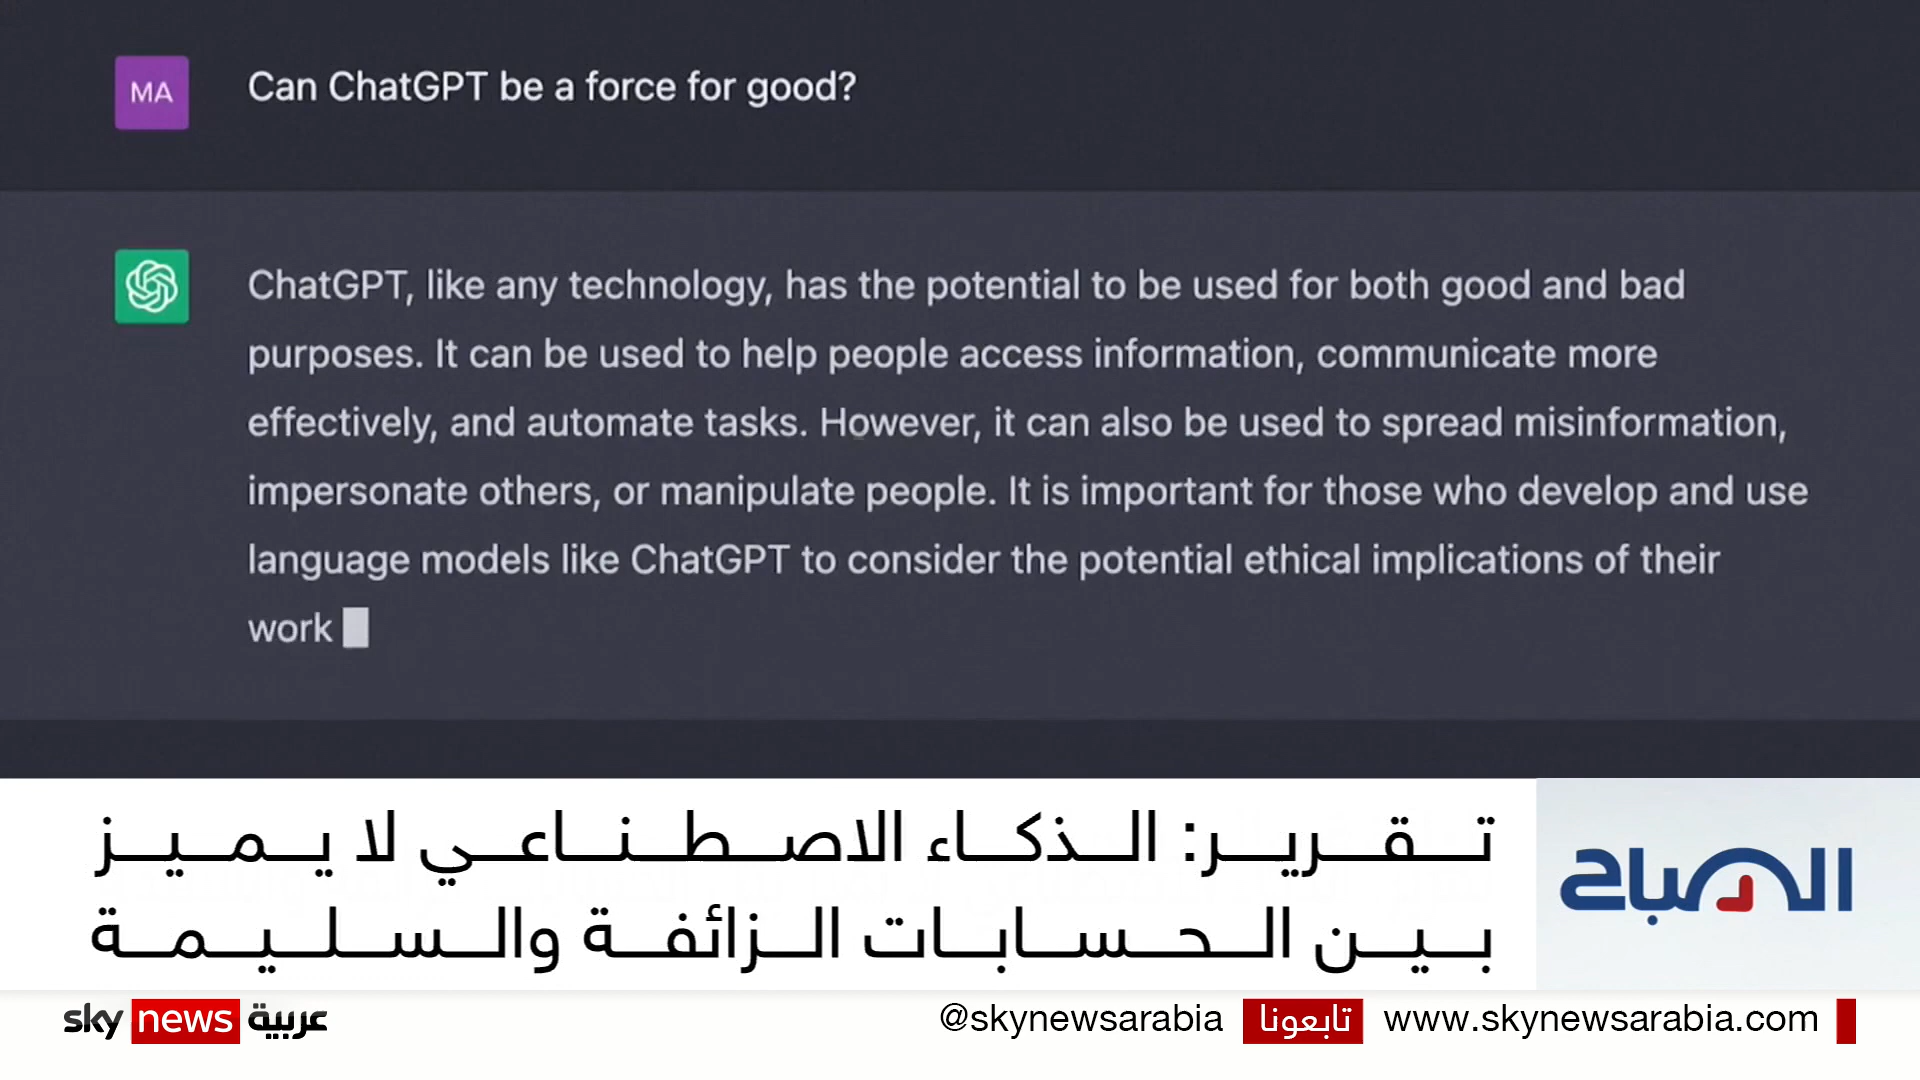 MA
Can ChatGPT be a force for good?
ChatGPT, like any technology, has the potential to be used for both good and bad
purposes. It can be used to help people access information, communicate more
effectively, and automate tasks. However, it can also be used to spread misinformation,
impersonate others, or manipulate people. It is important for those who develop and use
language models like ChatGPT to consider the potential ethical implications of their
work
تقرير: الذكاء الاصطناعي لا يميز
بين الحسابات الزائفة والسليمة
الصباح
sky news عربية
@skynewsarabia تابعونا www.skynewsarabia.com